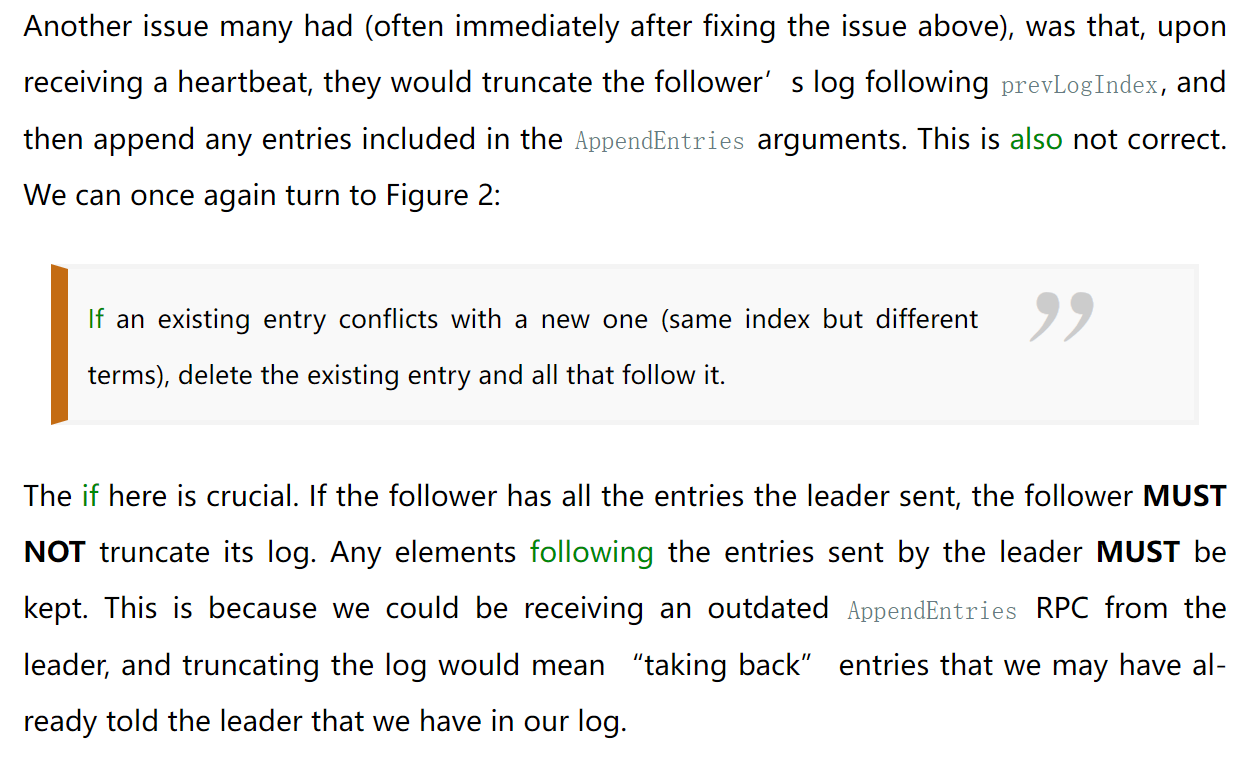 Another issue many had (often immediately after fixing the issue above), was that, upon
receiving a heartbeat, they would truncate the follower’s log following prevLogIndex, and
then append any entries included in the AppendEntries arguments. This is also not correct.
We can once again turn to Figure 2:
If an existing entry conflicts with a new one (same index but different
terms), delete the existing entry and all that follow it.
”
The if here is crucial. If the follower has all the entries the leader sent, the follower MUST
NOT truncate its log. Any elements following the entries sent by the leader MUST be
kept. This is because we could be receiving an outdated AppendEntries RPC from the
leader, and truncating the log would mean “taking back” entries that we may have al-
ready told the leader that we have in our log.